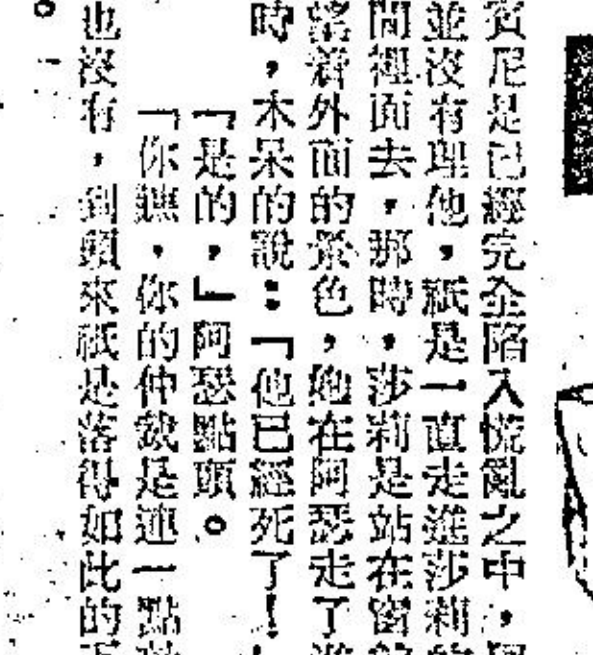 賓尼是已經完全陷入慌亂之中,
並沒有理他,祇是一直走進莎莉
間裡面去,那時,莎莉是站在窗
望着外面的景色,她在阿瑟走了
時,木呆的說:「他已經死了!
「是的,」阿瑟點頭。
「你瞧,你的仲裁是連一點
也沒有,到頭來祇是落得如此的
。